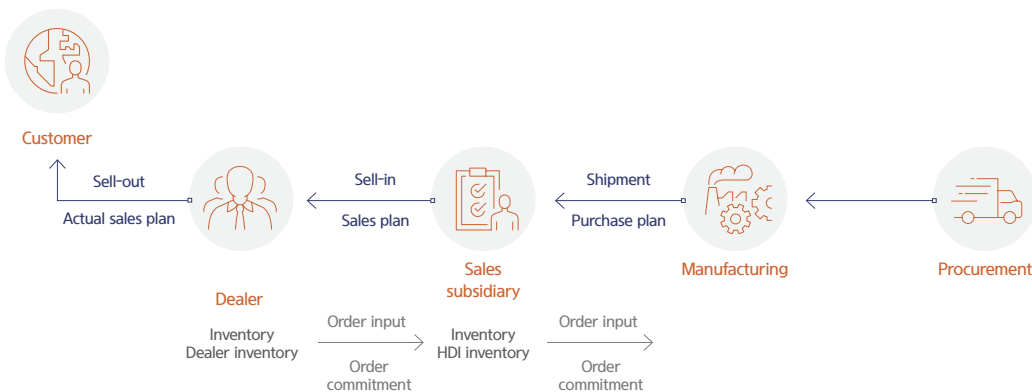 Customer
Sell-out
Actual sales plan
Sell-in
Sales plan
Shipment
Purchase plan
Dealer
Sales
subsidiary
Manufacturing
Procurement
Inventory
Dealer inventory
Order input
Order
commitment
Inventory
HDI inventory
Order input
Order
commitment